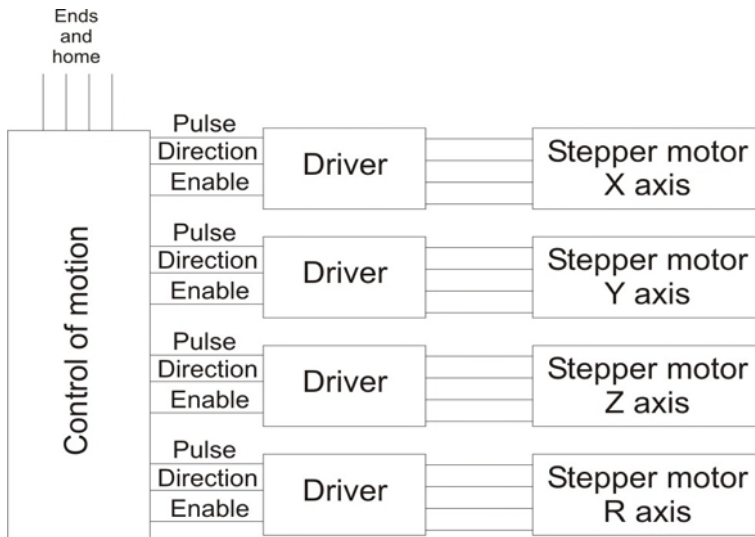 Ends
and
home
Control of motion
Pulse
Direction
Enable
Driver
Stepper motor
X axis
Pulse
Direction
Enable
Driver
Stepper motor
Y axis
Pulse
Direction
Enable
Driver
Stepper motor
Z axis
Pulse
Direction
Enable
Driver
Stepper motor
R axis